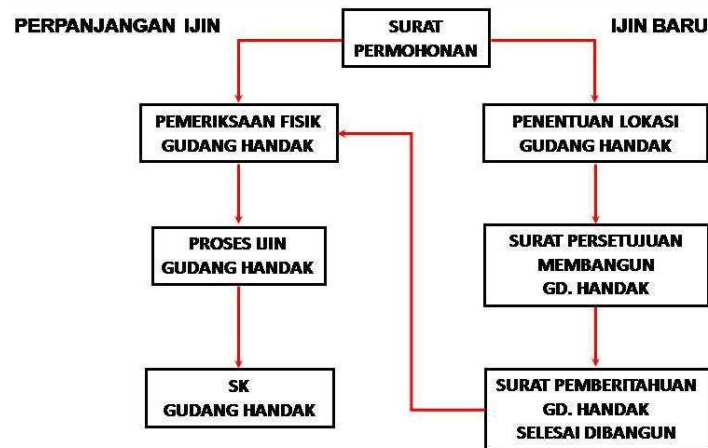 PERPANJANGAN IJIN
SURAT
PERMOHONAN
IJIN BARU
PEMERIKSAAN FISIK
GUDANG HANDAK
PENENTUAN LOKASI
GUDANG HANDAK
PROSES IJIN
GUDANG HANDAK
SURAT PERSETUJUAN
MEMBANGUN
GD. HANDAK
SK
GUDANG HANDAK
SURAT PEMBERITAHUAN
GD. HANDAK
SELESAI DIBANGUN